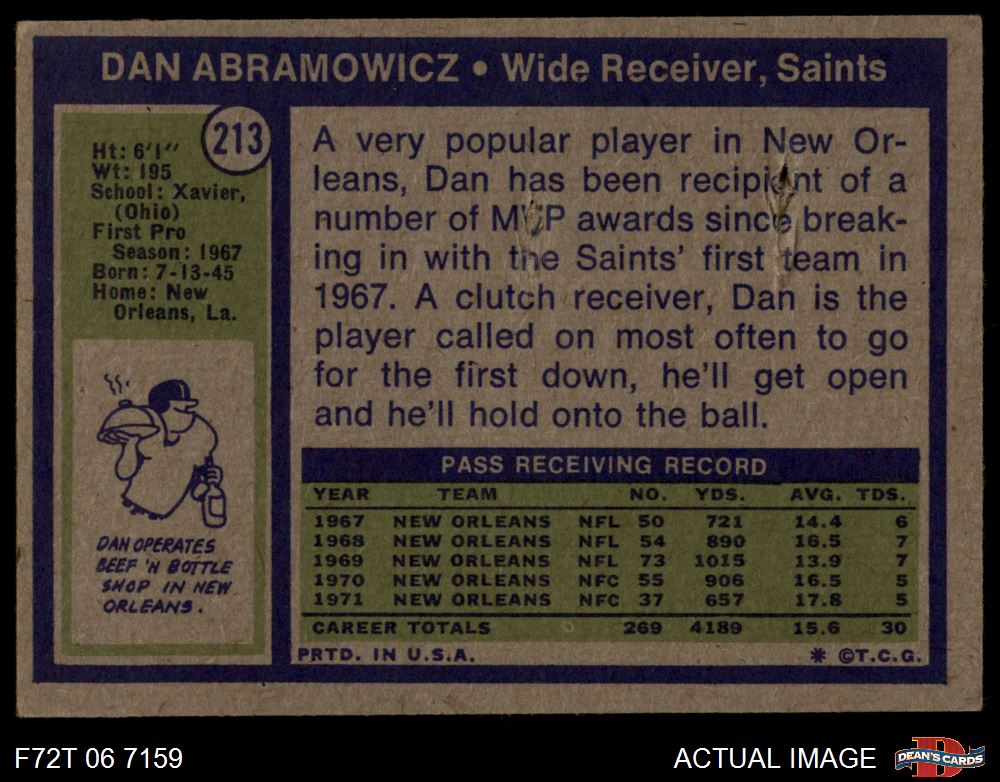 DAN ABRAMOWICZ • Wide Receiver, Saints
213
Ht: 6'1"
Wt: 195
School: Xavier,
(Ohio)
First Pro
Season: 1967
Born: 7-13-45
Home: New
Orleans, La.
DAN OPERATES
BEEF 'N BOTTLE
SHOP IN NEW
ORLEANS.
A very popular player in New Or-
leans, Dan has been recipient of a
number of MVP awards since break-
ing in with the Saints' first team in
1967. A clutch receiver, Dan is the
player called on most often to go
for the first down, he'll get open
and he'll hold onto the ball.
PASS RECEIVING RECORD
YEAR TEAM NO. YDS. AVG. TDS.
1967 NEW ORLEANS NFL 50 721 14.4 6
1968 NEW ORLEANS NFL 54 890 16.5 7
1969 NEW ORLEANS NFL 73 1015 13.9 7
1970 NEW ORLEANS NFC 55 906 16.5 5
1971 NEW ORLEANS NFC 37 657 17.8 5
CAREER TOTALS 269 4189 15.6 30
PRTD. IN U.S.A. * ©T.C.G.
F72T 06 7159 ACTUAL IMAGE
D
DEAN'S CARDS